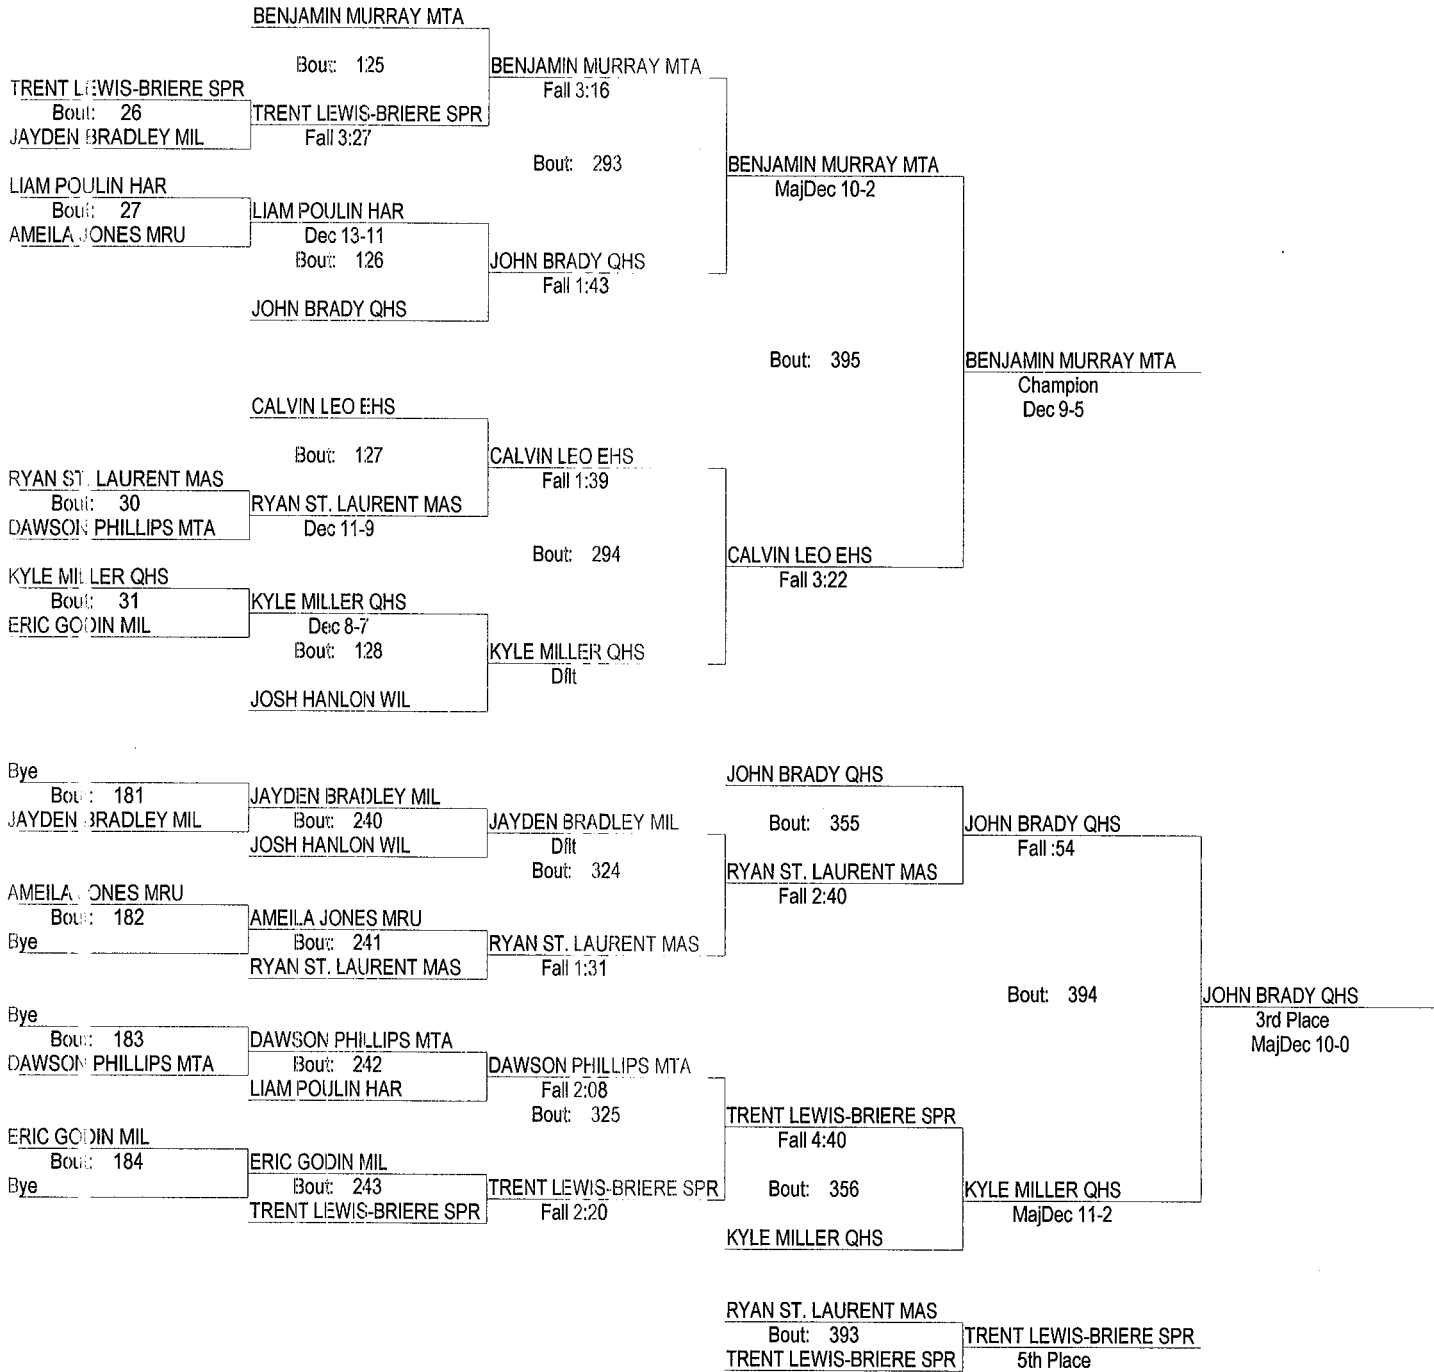 BENJAMIN MURRAY MTA
Bout: 125
BENJAMIN MURRAY MTA
Fall 3:16
TRENT LEWIS-BRIERE SPR
Bout: 26
JAYDEN BRADLEY MIL
TRENT LEWIS-BRIERE SPR
Fall 3:27
Bout: 293
BENJAMIN MURRAY MTA
MajDec 10-2
LIAM POULIN HAR
Bout: 27
AMEILA JONES MRU
LIAM POULIN HAR
Dec 13-11
Bout: 126
JOHN BRADY QHS
Fall 1:43
JOHN BRADY QHS
Bout: 395
BENJAMIN MURRAY MTA
Champion
Dec 9-5
CALVIN LEO EHS
Bout: 127
CALVIN LEO EHS
Fall 1:39
RYAN ST. LAURENT MAS
Bout: 30
DAWSON PHILLIPS MTA
RYAN ST. LAURENT MAS
Dec 11-9
Bout: 294
CALVIN LEO EHS
Fall 3:22
KYLE MILLER QHS
Bout: 31
ERIC GODIN MIL
KYLE MILLER QHS
Dec 8-7
Bout: 128
KYLE MILLER QHS
Dflt
JOSH HANLON WIL
Bye
Bout: 181
JAYDEN BRADLEY MIL
JAYDEN BRADLEY MIL
Bout: 240
JOSH HANLON WIL
JAYDEN BRADLEY MIL
Dflt
Bout: 324
JOHN BRADY QHS
Bout: 355
RYAN ST. LAURENT MAS
Fall 2:40
JOHN BRADY QHS
Fall :54
AMEILA JONES MRU
Bout: 182
Bye
AMEILA JONES MRU
Bout: 241
RYAN ST. LAURENT MAS
RYAN ST. LAURENT MAS
Fall 1:31
Bout: 394
JOHN BRADY QHS
3rd Place
MajDec 10-0
Bye
Bout: 183
DAWSON PHILLIPS MTA
DAWSON PHILLIPS MTA
Bout: 242
LIAM POULIN HAR
DAWSON PHILLIPS MTA
Fall 2:08
Bout: 325
TRENT LEWIS-BRIERE SPR
Fall 4:40
Bout: 356
KYLE MILLER QHS
KYLE MILLER QHS
MajDec 11-2
ERIC GODIN MIL
Bout: 184
Bye
ERIC GODIN MIL
Bout: 243
TRENT LEWIS-BRIERE SPR
TRENT LEWIS-BRIERE SPR
Fall 2:20
RYAN ST. LAURENT MAS
Bout: 393
TRENT LEWIS-BRIERE SPR
TRENT LEWIS-BRIERE SPR
5th Place